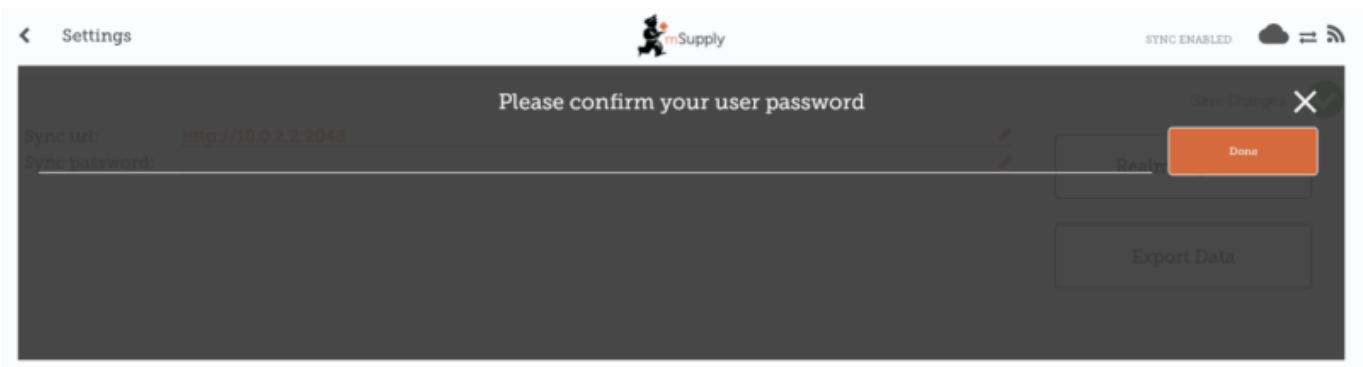 Settings
mSupply
SYNC ENABLED
Please confirm your user password
Save Changes
Sync url: http://10.0.2.2:2048
Done
Sync password:
Realm
Export Data